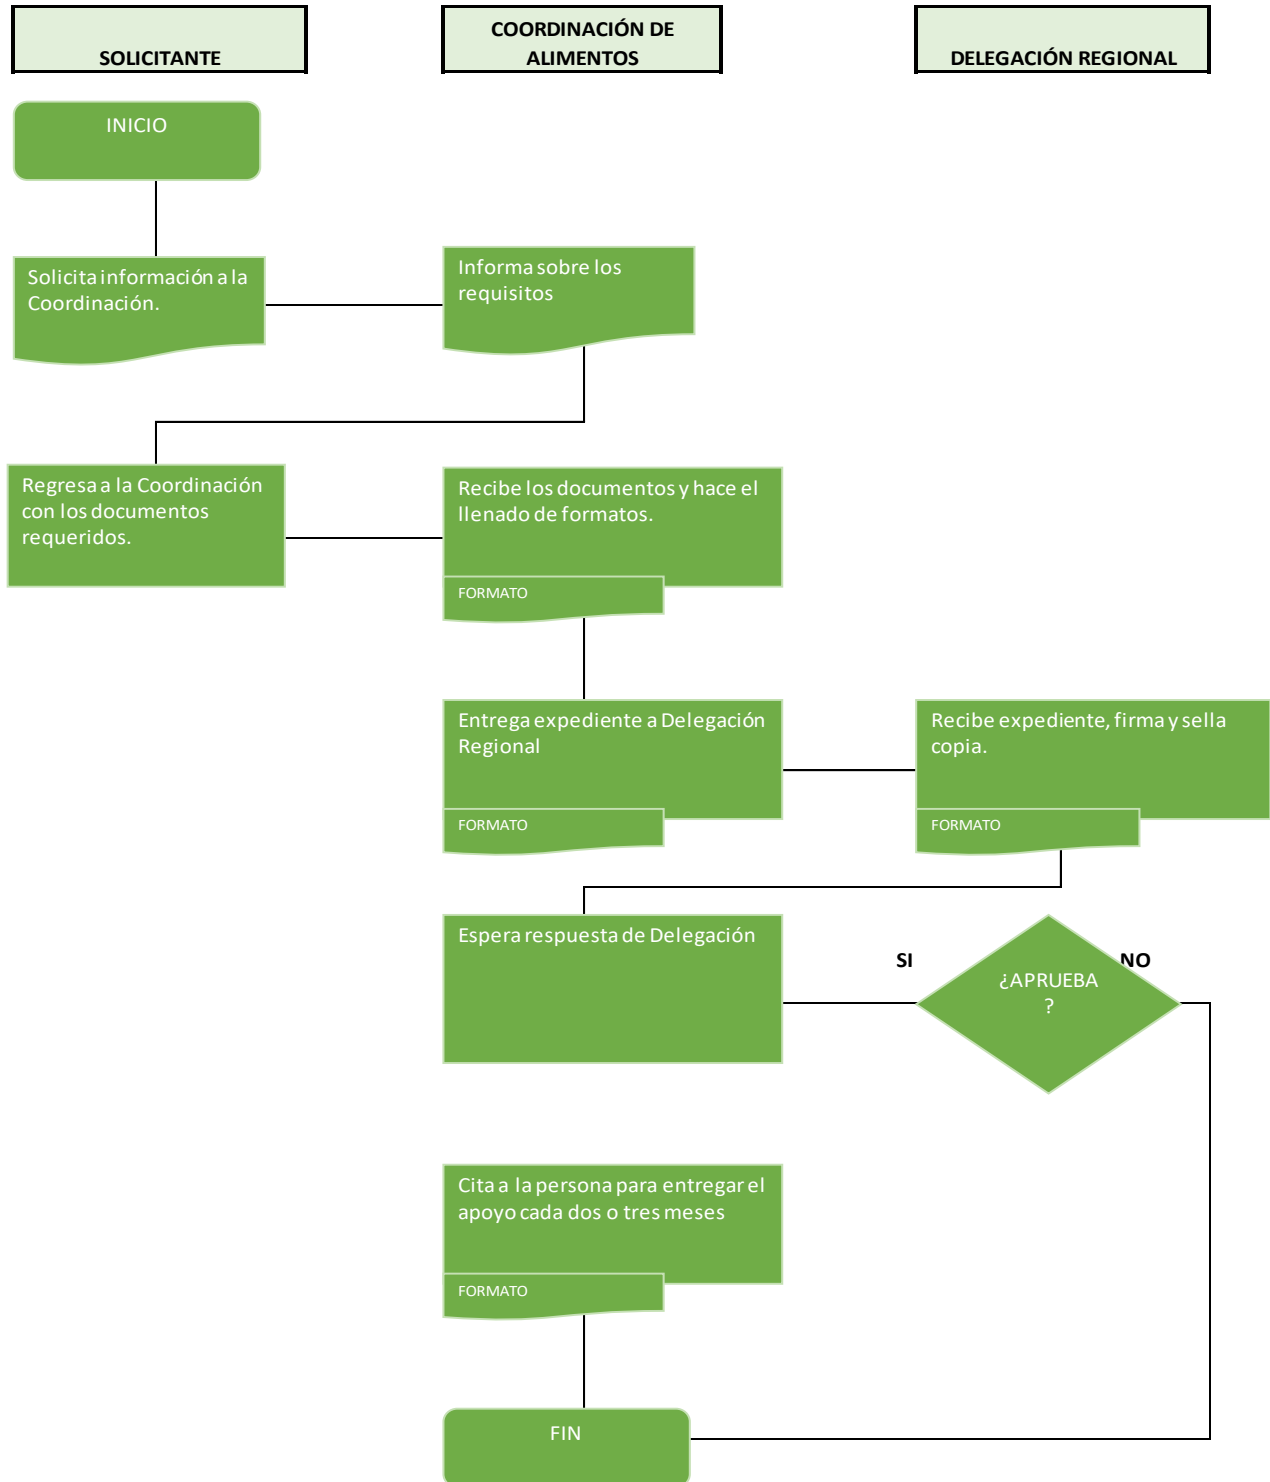 SOLICITANTE
COORDINACIÓN DE
ALIMENTOS
DELEGACIÓN REGIONAL
INICIO
Solicita información a la
Coordinación.
Informa sobre los
requisitos
Regresa a la Coordinación
con los documentos
requeridos.
Recibe los documentos y hace el
llenado de formatos.
FORMATO
Entrega expediente a Delegación
Regional
FORMATO
Recibe expediente, firma y sella
copia.
FORMATO
Espera respuesta de Delegación
SI
¿APRUEBA
?
NO
Cita a la persona para entregar el
apoyo cada dos o tres meses
FORMATO
FIN